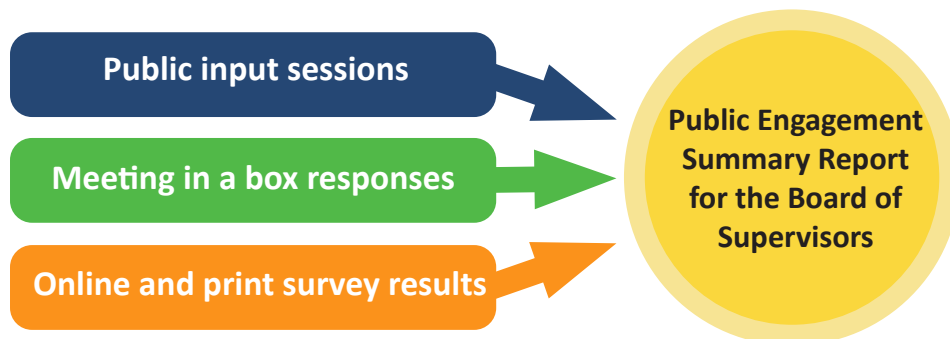 Public input sessions
Meeting in a box responses
Online and print survey results
Public Engagement
Summary Report
for the Board of
Supervisors